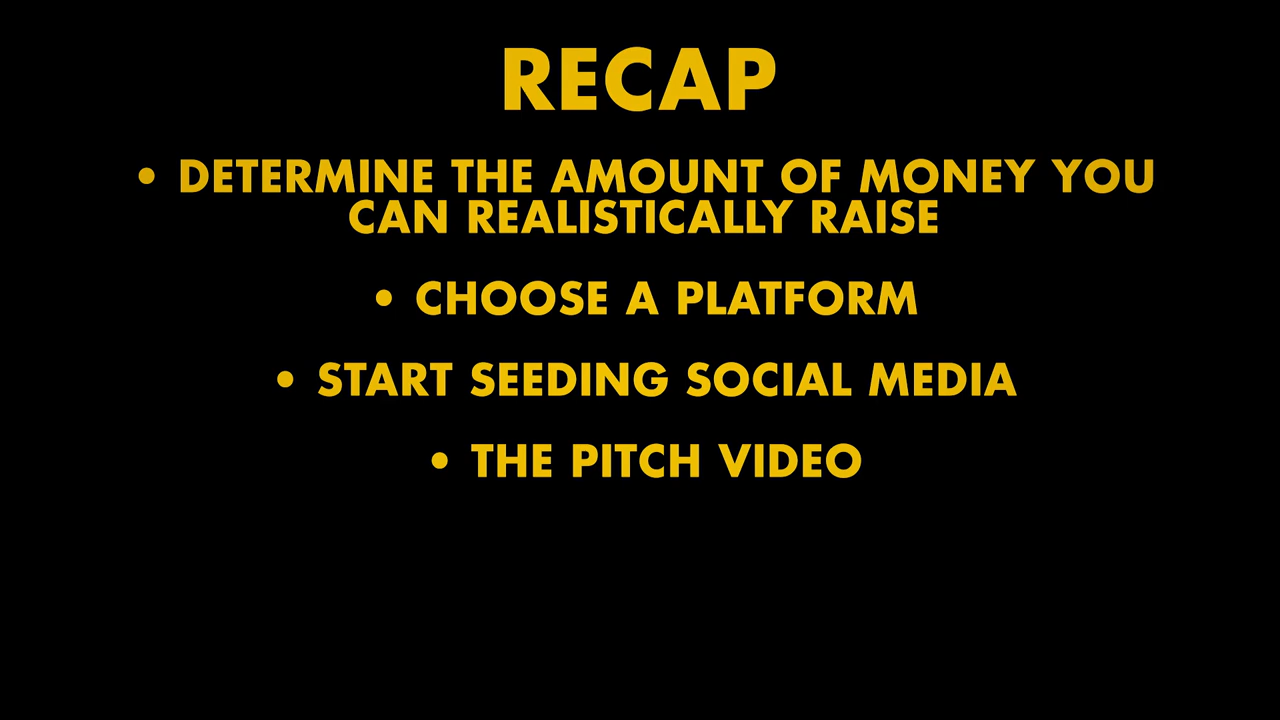 RECAP
• DETERMINE THE AMOUNT OF MONEY YOU
CAN REALISTICALLY RAISE
• CHOOSE A PLATFORM
• START SEEDING SOCIAL MEDIA
• THE PITCH VIDEO